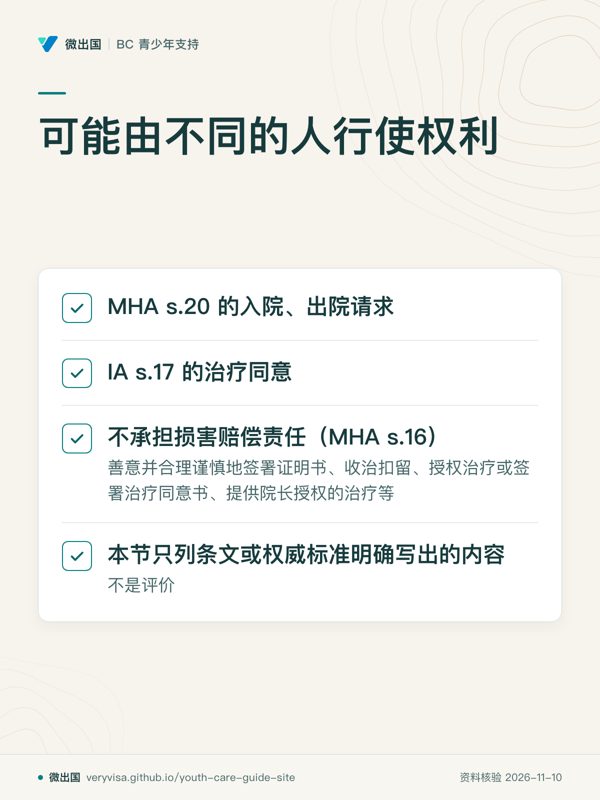 微出国 | BC 青少年支持
可能由不同的人行使权利
MHA s.20 的入院、出院请求
IA s.17 的治疗同意
不承担损害赔偿责任（MHA s.16）
善意并合理谨慎地签署证明书、收治扣留、授权治疗或签
署治疗同意书、提供院长授权的治疗等
本节只列条文或权威标准明确写出的内容
不是评价
微出国 veryvisa.github.io/youth-care-guide-site
资料核验 2026-11-10